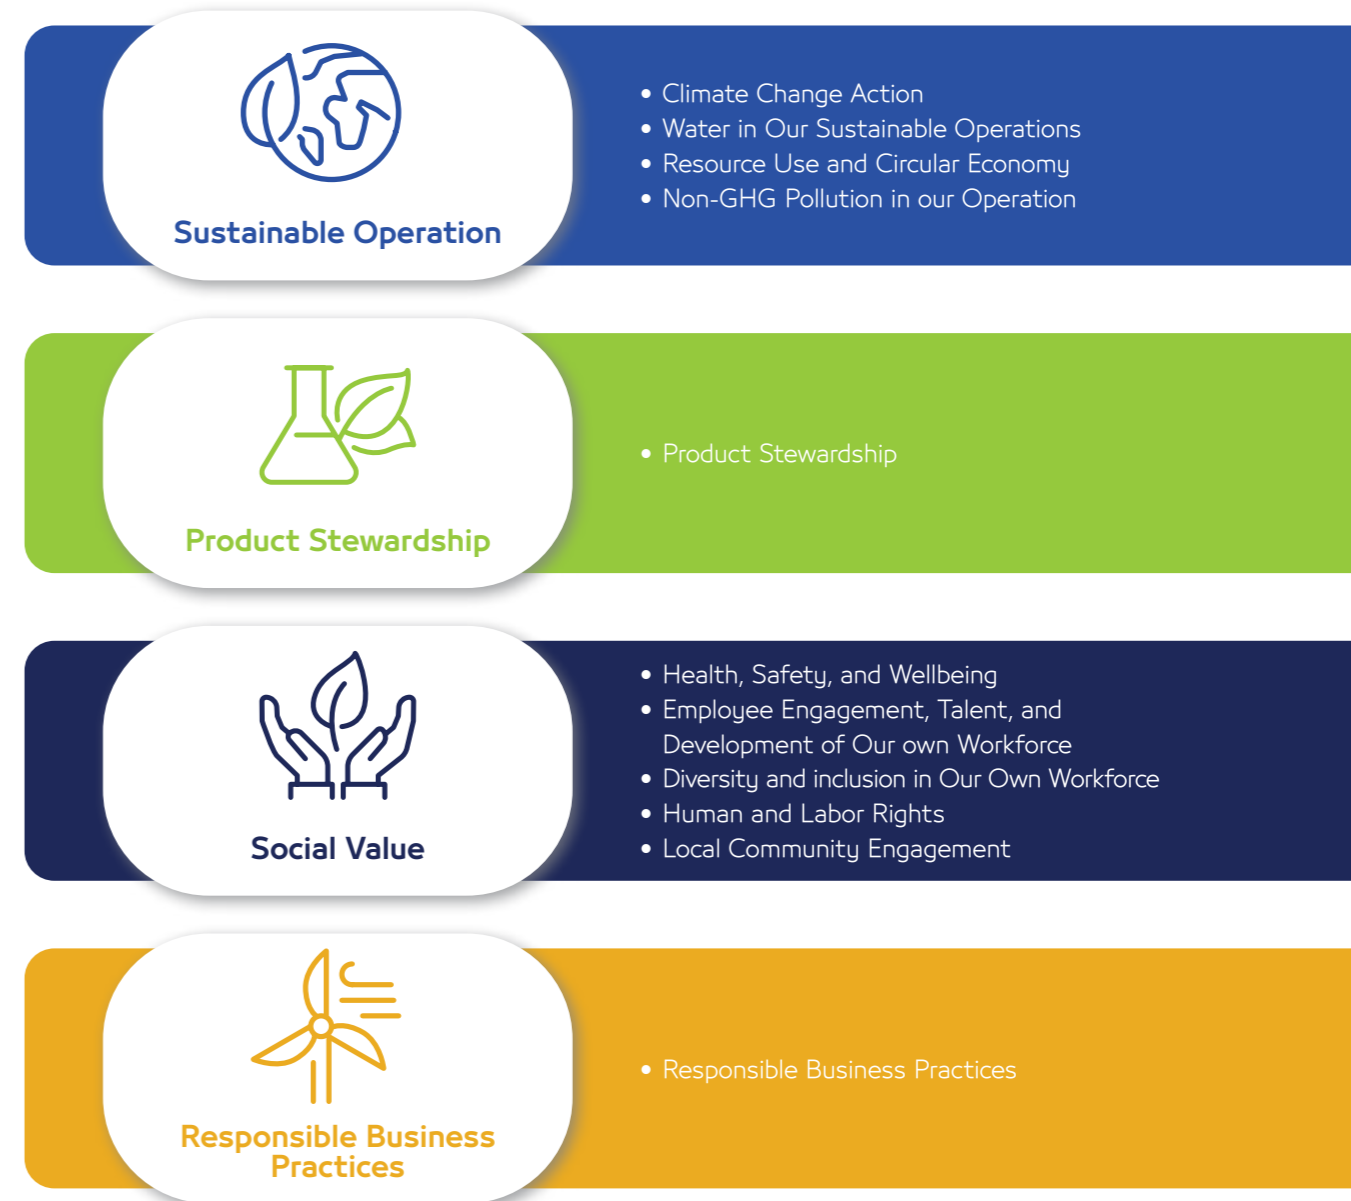 Sustainable Operation
• Climate Change Action
• Water in Our Sustainable Operations
• Resource Use and Circular Economy
• Non-GHG Pollution in our Operation
Product Stewardship
• Product Stewardship
Social Value
• Health, Safety, and Wellbeing
• Employee Engagement, Talent, and
Development of Our own Workforce
• Diversity and inclusion in Our Own Workforce
• Human and Labor Rights
• Local Community Engagement
Responsible Business
Practices
• Responsible Business Practices